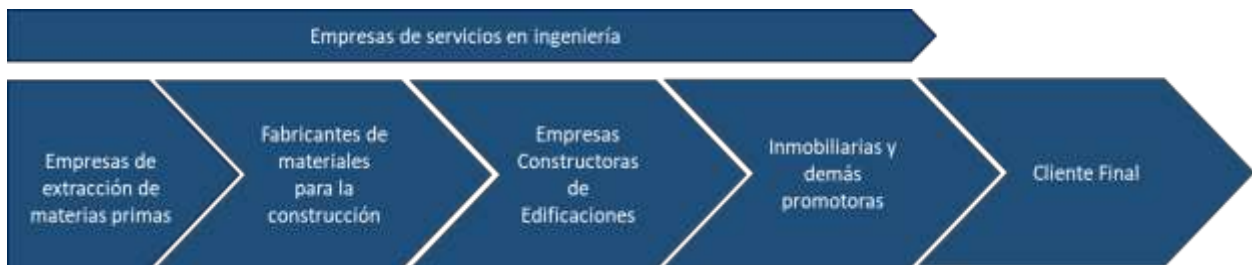 Empresas de servicios en ingeniería
Empresas de
extracción de
materias primas
Fabricantes de
materiales
para la
construcción
Empresas
Constructoras
de
Edificaciones
Inmobiliarias y
demás
promotoras
Cliente Final